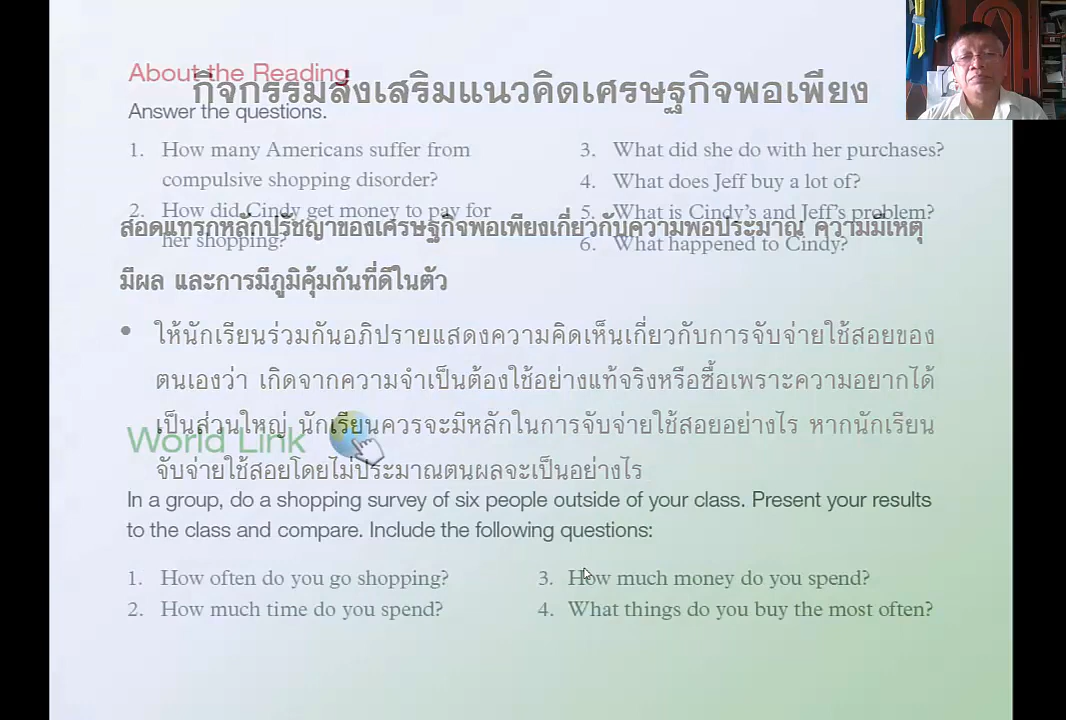 About the Reading
กิจกรรมส่งเสริมแนวคิดเศรษฐกิจพอเพียง
Answer the questions.
1. How many Americans suffer from
compulsive shopping disorder?
2. How did Cindy get money to pay for
her shopping?
3. What did she do with her purchases?
4. What does Jeff buy a lot of?
5. What is Cindy's and Jeff's problem?
6. What happened to Cindy?
สอดแทรกหลักปรัชญาของเศรษฐกิจพอเพียงเกี่ยวกับความพอประมาณ ความมีเหตุ
มีผล และการมีภูมิคุ้มกันที่ดีในตัว
• ให้นักเรียนร่วมกันอภิปรายแสดงความคิดเห็นเกี่ยวกับการจับจ่ายใช้สอยของ
ตนเองว่า เกิดจากความจำเป็นต้องใช้อย่างแท้จริงหรือซื้อเพราะความอยากได้
เป็นส่วนใหญ่ นักเรียนควรจะมีหลักในการจับจ่ายใช้สอยอย่างไร หากนักเรียน
จับจ่ายใช้สอยโดยไม่ประมาณตนผลจะเป็นอย่างไร
World Link
In a group, do a shopping survey of six people outside of your class. Present your results
to the class and compare. Include the following questions:
1. How often do you go shopping?
2. How much time do you spend?
3. How much money do you spend?
4. What things do you buy the most often?